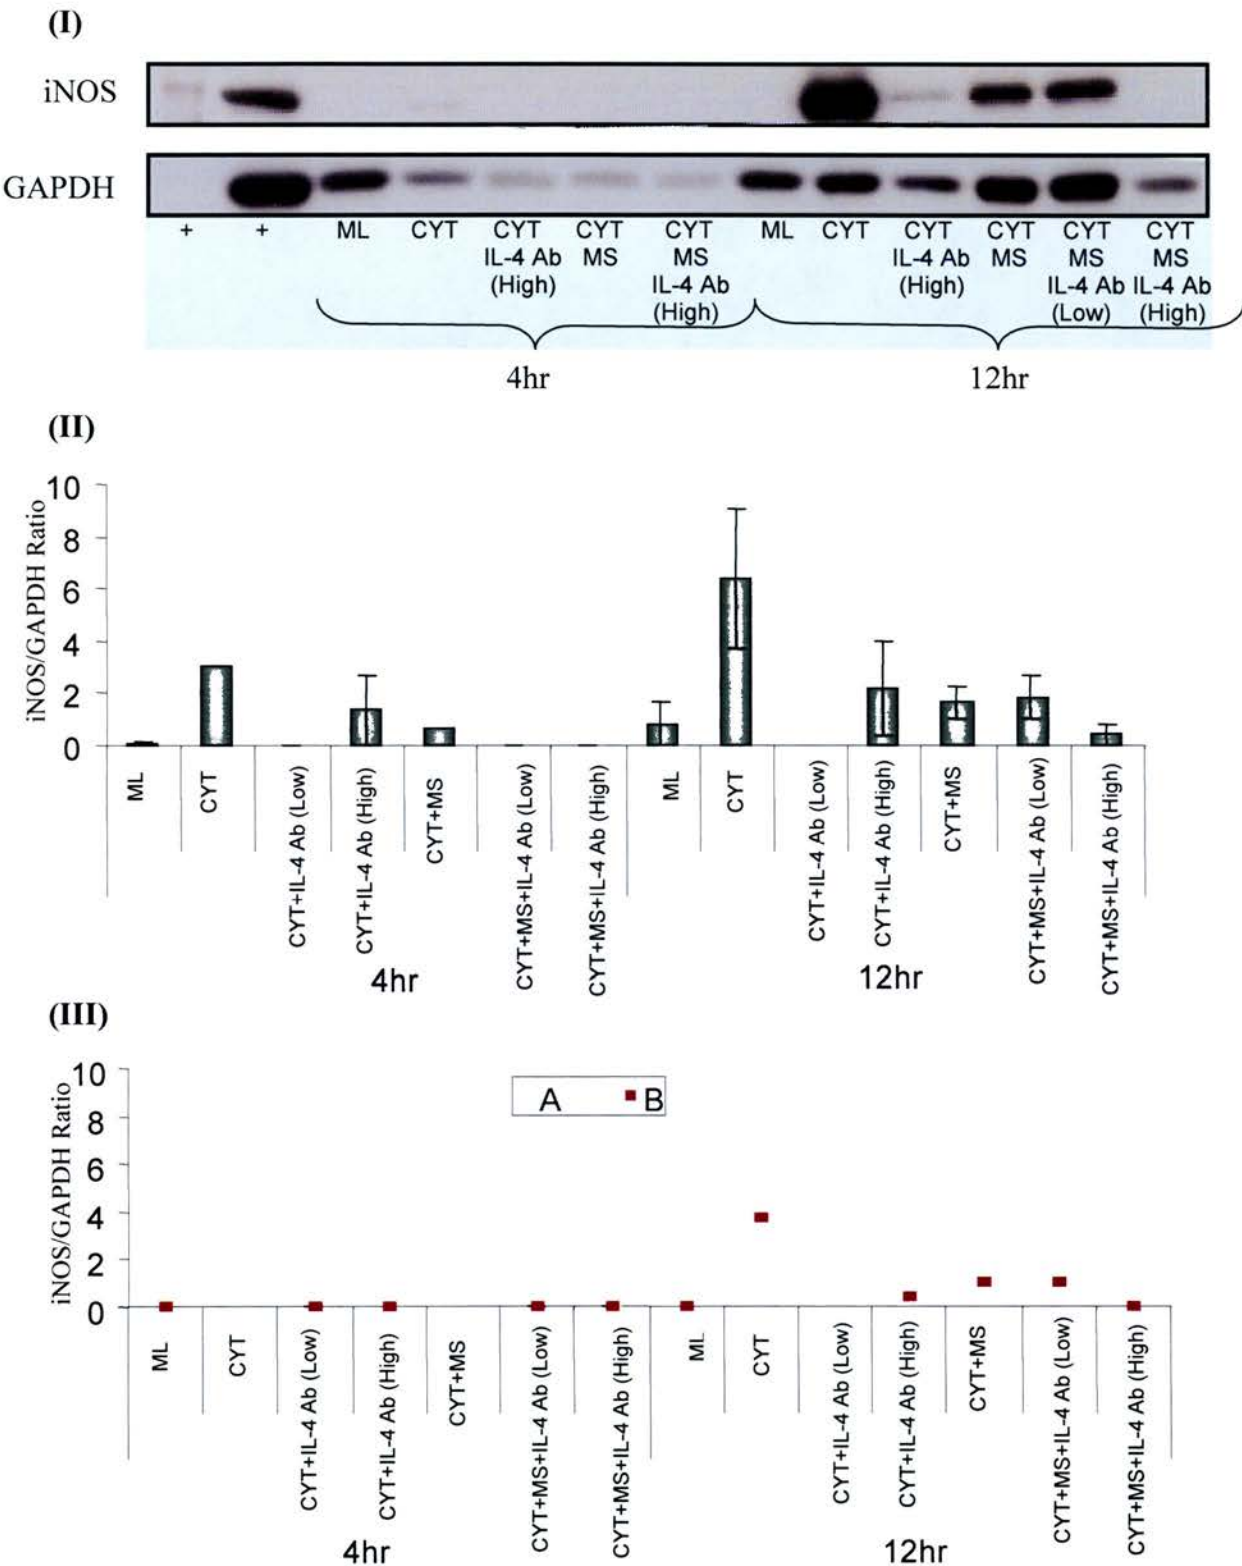 (I)
iNOS
GAPDH
+ + ML CYT CYT CYT CYT ML CYT CYT CYT CYT CYT
IL-4 Ab MS MS IL-4 Ab MS MS MS
(High) IL-4 Ab (High) IL-4 Ab IL-4 Ab
(High) (Low) (High)
4hr 12hr
(II)
iNOS/GAPDH Ratio
10
8
6
4
2
0
ML
CYT
CYT+IL-4 Ab (Low)
CYT+IL-4 Ab (High)
CYT+MS
CYT+MS+IL-4 Ab (Low)
CYT+MS+IL-4 Ab (High)
ML
CYT
CYT+IL-4 Ab (Low)
CYT+IL-4 Ab (High)
CYT+MS
CYT+MS+IL-4 Ab (Low)
CYT+MS+IL-4 Ab (High)
4hr 12hr
(III)
iNOS/GAPDH Ratio
10
8
6
4
2
0
A B
ML
CYT
CYT+IL-4 Ab (Low)
CYT+IL-4 Ab (High)
CYT+MS
CYT+MS+IL-4 Ab (Low)
CYT+MS+IL-4 Ab (High)
ML
CYT
CYT+IL-4 Ab (Low)
CYT+IL-4 Ab (High)
CYT+MS
CYT+MS+IL-4 Ab (Low)
CYT+MS+IL-4 Ab (High)
4hr 12hr